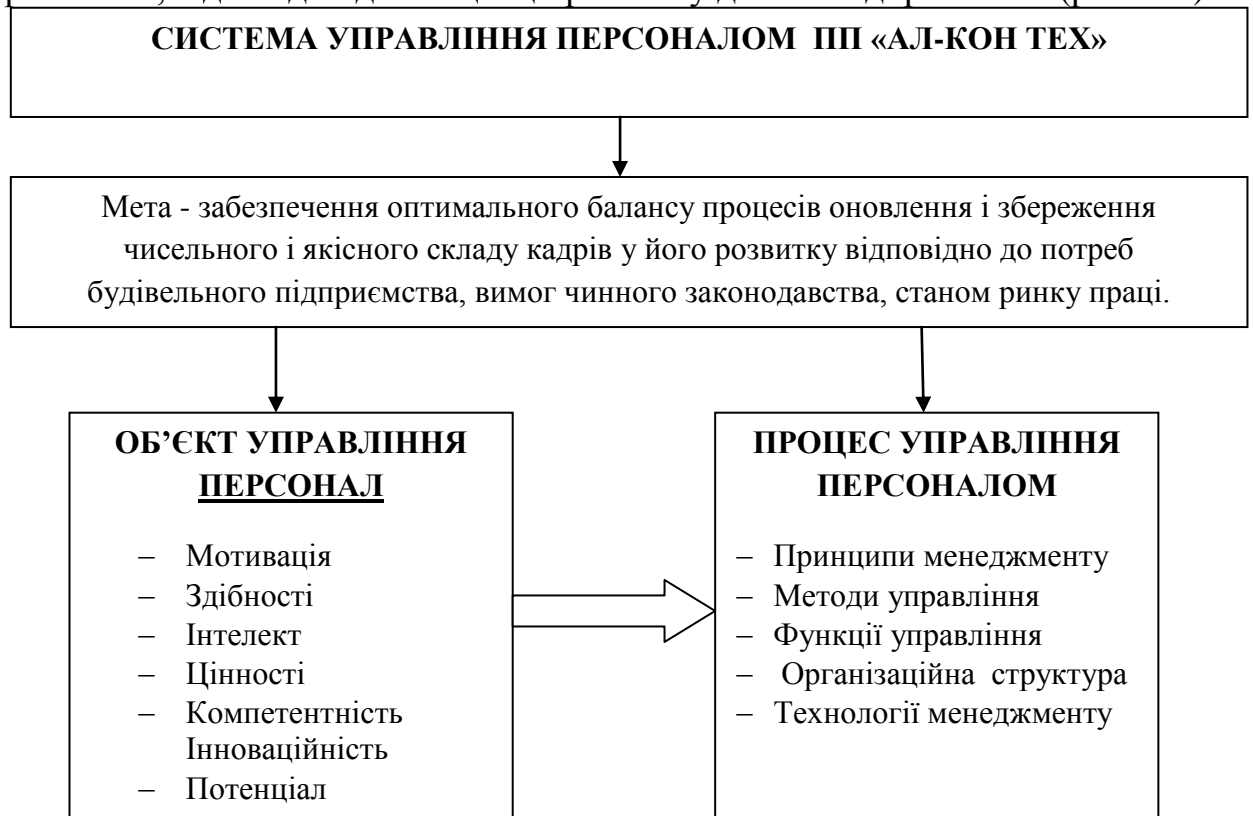 СИСТЕМА УПРАВЛІННЯ ПЕРСОНАЛОМ ПП «АЛ-КОН ТЕХ»
Мета - забезпечення оптимального балансу процесів оновлення і збереження
чисельного і якісного складу кадрів у його розвитку відповідно до потреб
будівельного підприємства, вимог чинного законодавства, станом ринку праці.
ОБ’ЄКТ УПРАВЛІННЯ
ПЕРСОНАЛ
– Мотивація
– Здібності
– Інтелект
– Цінності
– Компетентність
Інноваційність
– Потенціал
ПРОЦЕС УПРАВЛІННЯ
ПЕРСОНАЛОМ
– Принципи менеджменту
– Методи управління
– Функції управління
– Організаційна структура
– Технології менеджменту